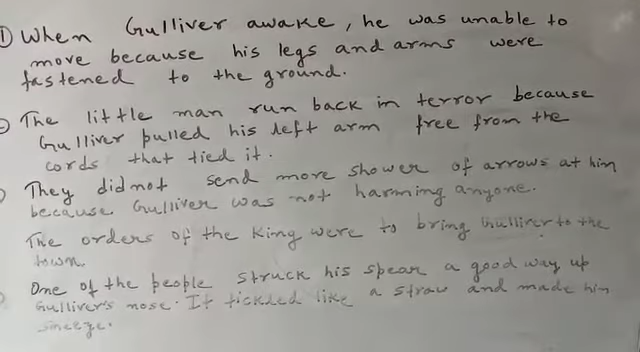 ① When Gulliver awake, he was unable to
move because his legs and arms were
fastened to the ground.
The little man run back in terror because
Gulliver pulled his left arm free from the
cords that tied it.
They did not send more shower of arrows at him
because Gulliver was not harming anyone.
The orders of the King were to bring Gulliver to the
town.
One of the people struck his spear a good way up
Gulliver's nose. It tickled like a straw and made him
sneeze.